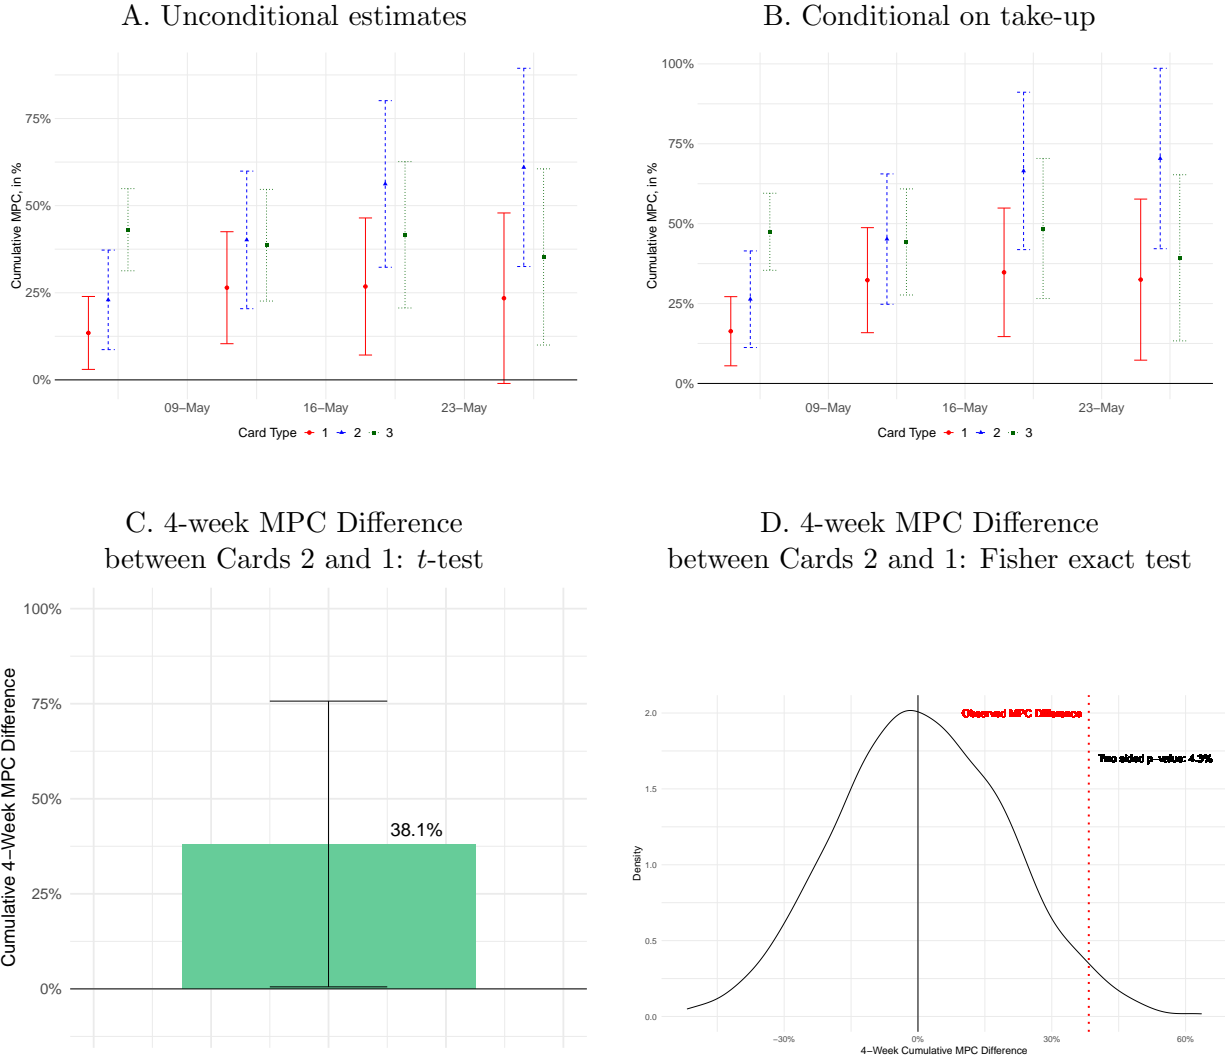 A. Unconditional estimates
Cumulative MPC, in %
75%
50%
25%
0%
09–May
16–May
23–May
Card Type 1 2 3
B. Conditional on take-up
Cumulative MPC, in %
100%
75%
50%
25%
0%
09–May
16–May
23–May
Card Type 1 2 3
C. 4-week MPC Difference
between Cards 2 and 1: t-test
Cumulative 4–Week MPC Difference
100%
75%
50%
25%
0%
38.1%
D. 4-week MPC Difference
between Cards 2 and 1: Fisher exact test
Density
2.0
1.5
1.0
0.5
0.0
Observed MPC Difference
Two sided p–value: 4.3%
–30%
0%
30%
60%
4–Week Cumulative MPC Difference